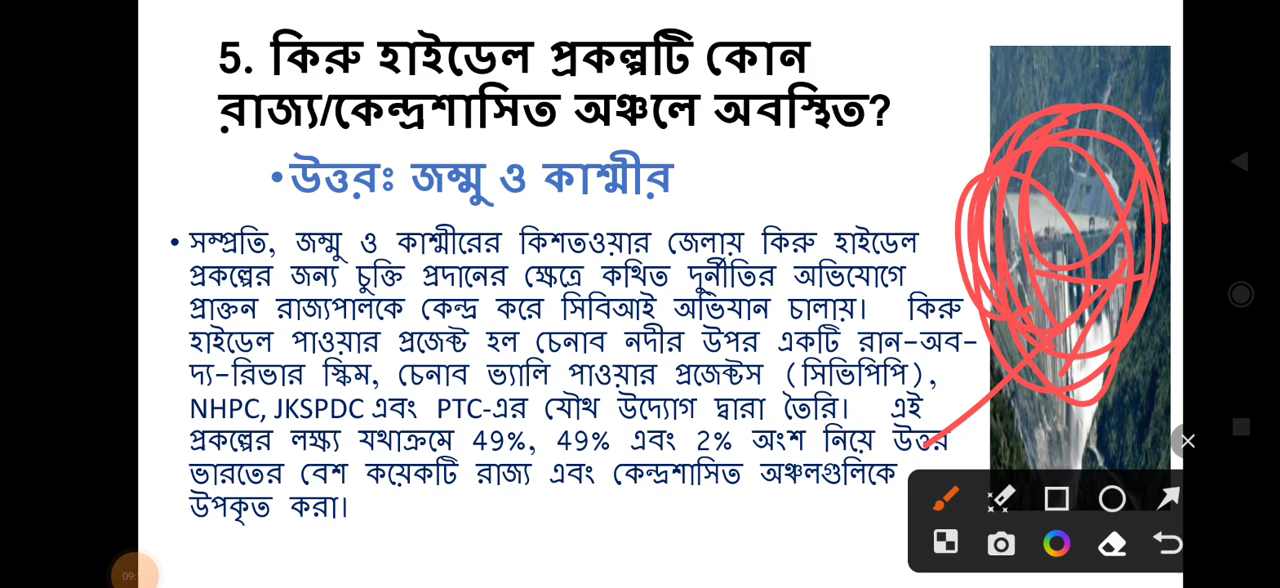 5. কিরু হাইডেল প্রকল্পটি কোন
রাজ্য/কেন্দ্রশাসিত অঞ্চলে অবস্থিত?
•উত্তরঃ জম্মু ও কাশ্মীর
• সম্প্রতি, জম্মু ও কাশ্মীরের কিশতওয়ার জেলায় কিরু হাইডেল
প্রকল্পের জন্য চুক্তি প্রদানের ক্ষেত্রে কথিত দুর্নীতির অভিযোগে
প্রাক্তন রাজ্যপালকে কেন্দ্র করে সিবিআই অভিযান চালায়। কিরু
হাইডেল পাওয়ার প্রজেক্ট হল চেনাব নদীর উপর একটি রান-অব-
দ্য-রিভার স্কিম, চেনাব ভ্যালি পাওয়ার প্রজেক্টস (সিভিপিপি),
NHPC, JKSPDC এবং PTC-এর যৌথ উদ্যোগ দ্বারা তৈরি। এই
প্রকল্পের লক্ষ্য যথাক্রমে 49%, 49% এবং 2% অংশ নিয়ে উত্তর
ভারতের বেশ কয়েকটি রাজ্য এবং কেন্দ্রশাসিত অঞ্চলগুলিকে
উপকৃত করা।